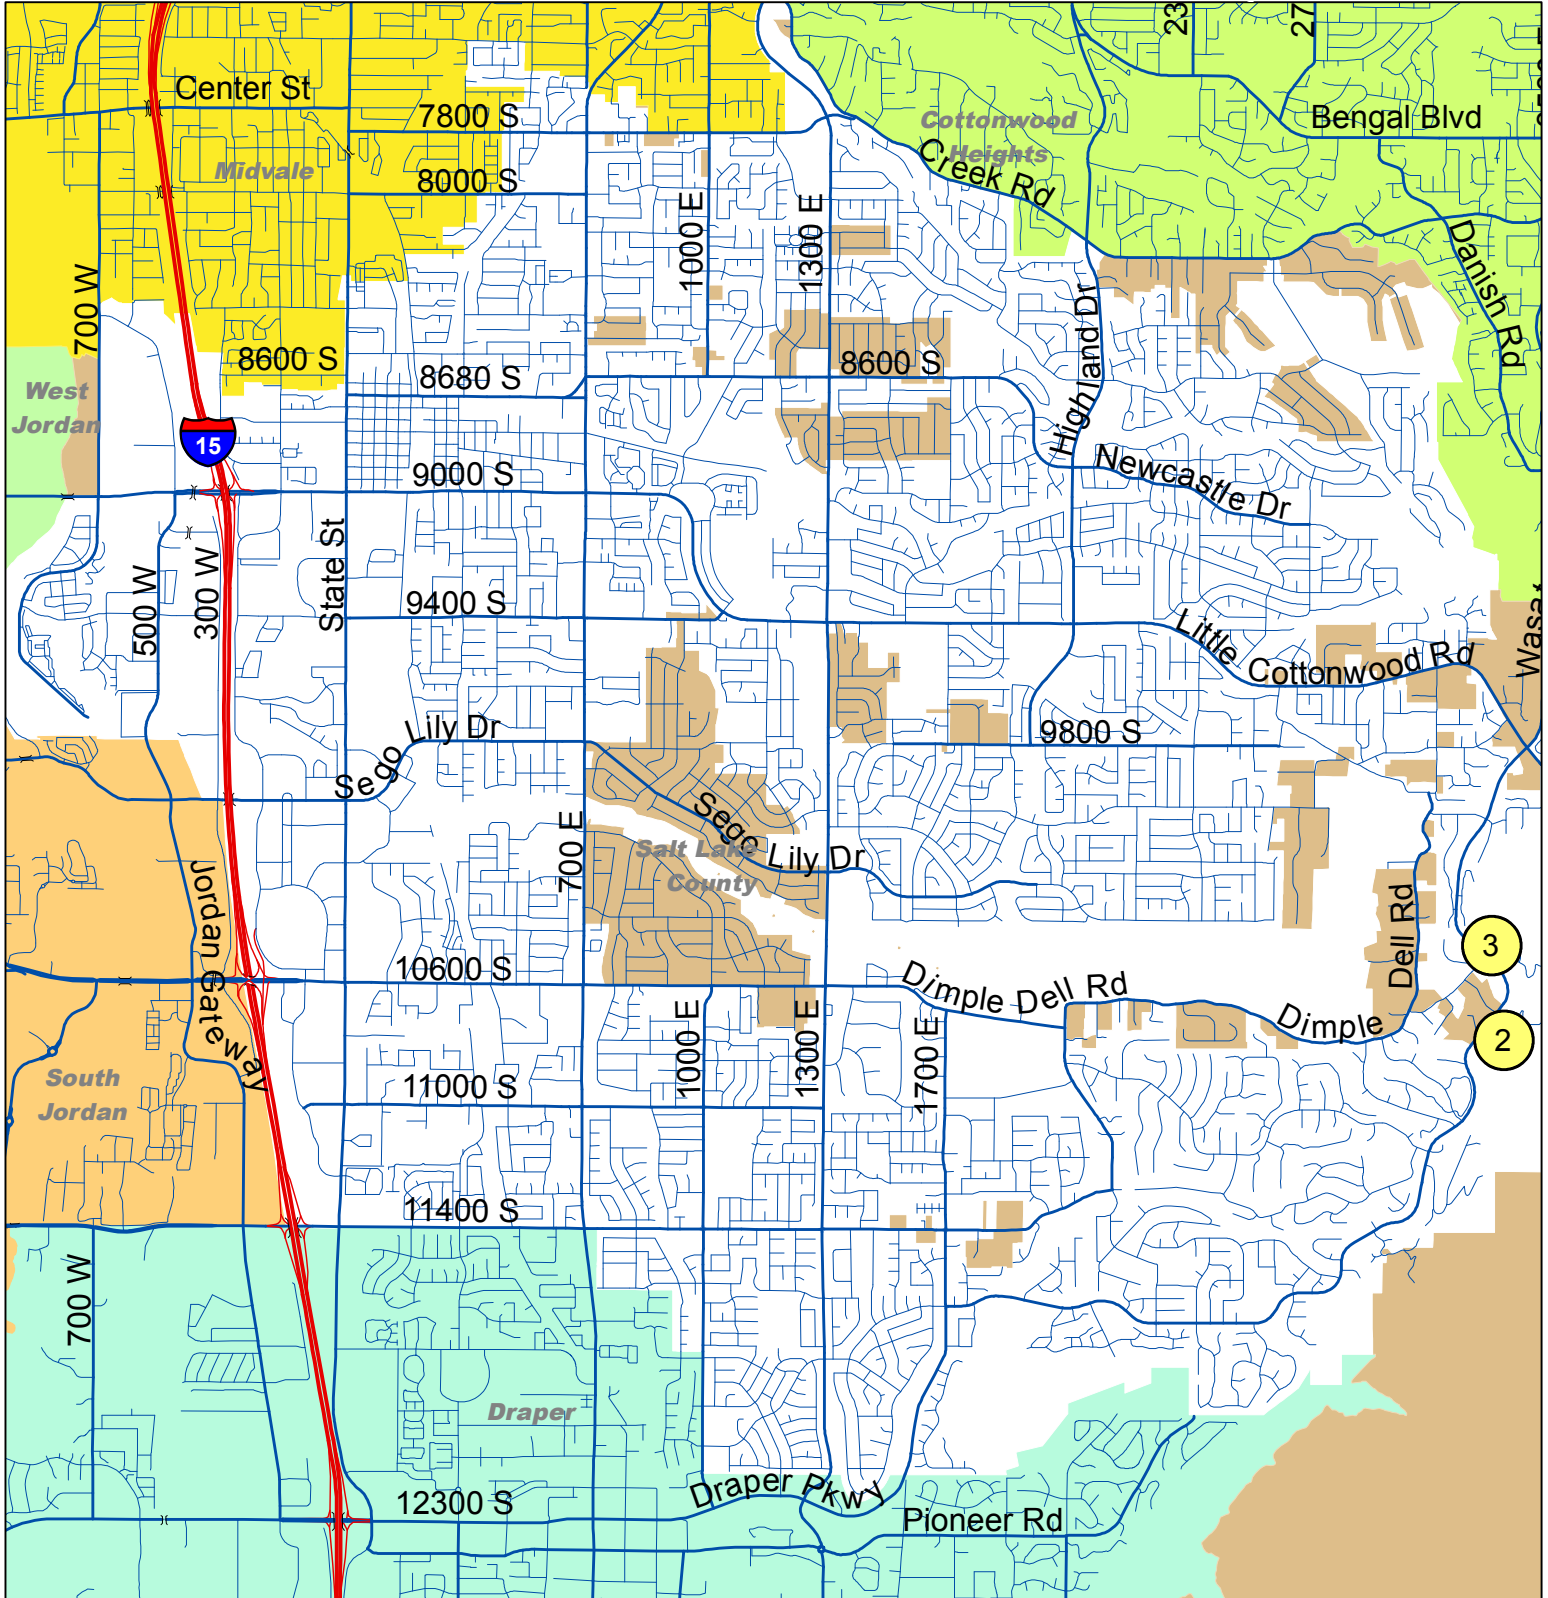 23
27
Center St
7800 S
Bengal Blvd
Cottonwood
Heights
Midvale
8000 S
Creek Rd
1000 E
1300 E
700 W
Danish Rd
Highland Dr
8600 S
8680 S
8600 S
West
Jordan
15
9000 S
Newcastle Dr
State St
300 W
500 W
9400 S
Little
Cottonwood Rd
Wasat
Sego
Lily Dr
9800 S
Sego
Lily Dr
700 E
Salt Lake
County
Jordan Gateway
Dell Rd
3
10600 S
Dimple Dell Rd
Dimple
2
1000 E
1300 E
1700 E
South
Jordan
11000 S
11400 S
700 W
Draper
12300 S
Draper Pkwy
Pioneer Rd